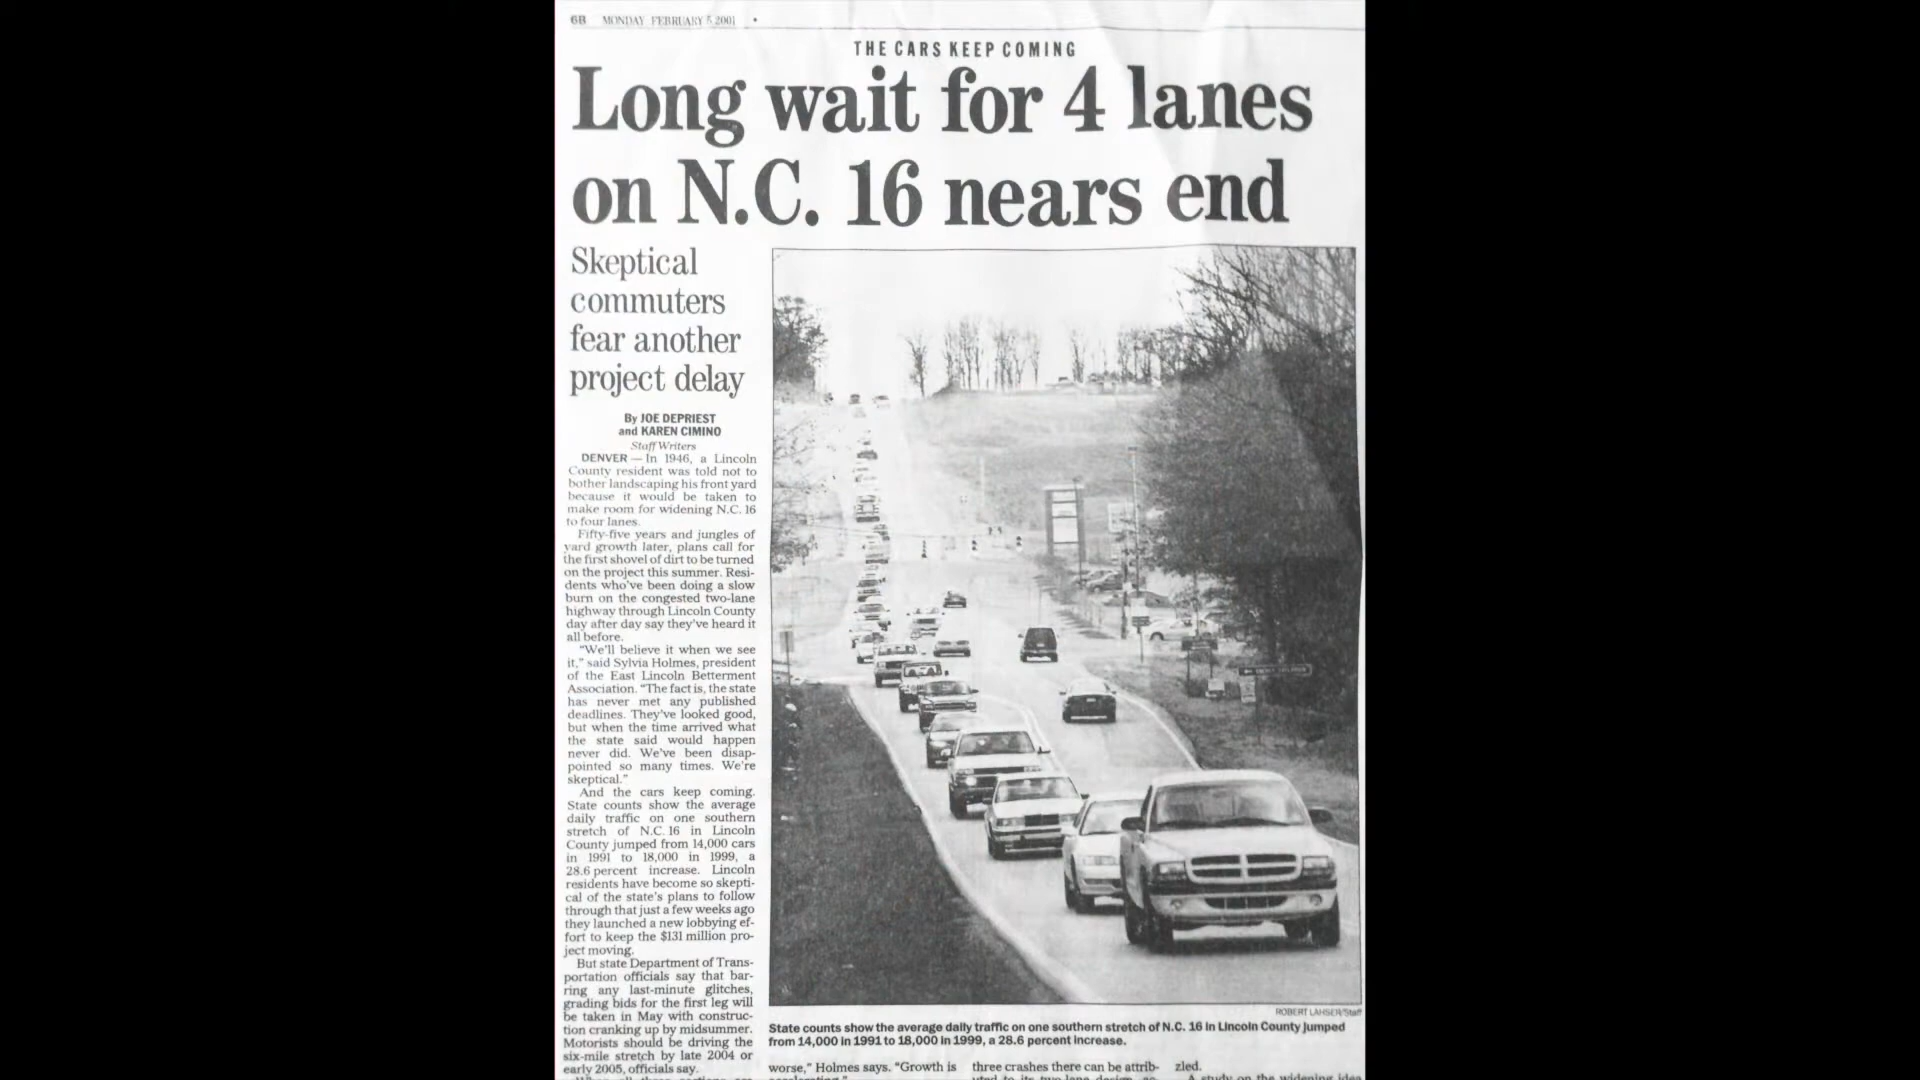 6B MONDAY, FEBRUARY 5, 2001 •
THE CARS KEEP COMING
Long wait for 4 lanes
on N.C. 16 nears end
Skeptical
commuters
fear another
project delay
By JOE DEPRIEST
and KAREN CIMINO
Staff Writers
DENVER — In 1946, a Lincoln
County resident was told not to
bother landscaping his front yard
because it would be taken to
make room for widening N.C. 16
to four lanes.
Fifty-five years and jungles of
yard growth later, plans call for
the first shovel of dirt to be turned
on the project this summer. Resi-
dents who've been doing a slow
burn on the congested two-lane
highway through Lincoln County
day after day say they've heard it
all before.
"We'll believe it when we see
it," said Sylvia Holmes, president
of the East Lincoln Betterment
Association. "The fact is, the state
has never met any published
deadlines. They've looked good,
but when the time arrived what
the state said would happen
never did. We've been disap-
pointed so many times. We're
skeptical."
And the cars keep coming.
State counts show the average
daily traffic on one southern
stretch of N.C. 16 in Lincoln
County jumped from 14,000 cars
in 1991 to 18,000 in 1999, a
28.6 percent increase. Lincoln
residents have become so skepti-
cal of the state's plans to follow
through that just a few weeks ago
they launched a new lobbying ef-
fort to keep the $131 million pro-
ject moving.
But state Department of Trans-
portation officials say that bar-
ring any last-minute glitches,
grading bids for the first leg will
be taken in May with construc-
tion cranking up by midsummer.
Motorists should be driving the
six-mile stretch by late 2004 or
early 2005, officials say.
ROBERT LAHSER/Staff
State counts show the average daily traffic on one southern stretch of N.C. 16 in Lincoln County jumped
from 14,000 in 1991 to 18,000 in 1999, a 28.6 percent increase.
worse," Holmes says. "Growth is
three crashes there can be attrib-
zled.
A study on the widening idea